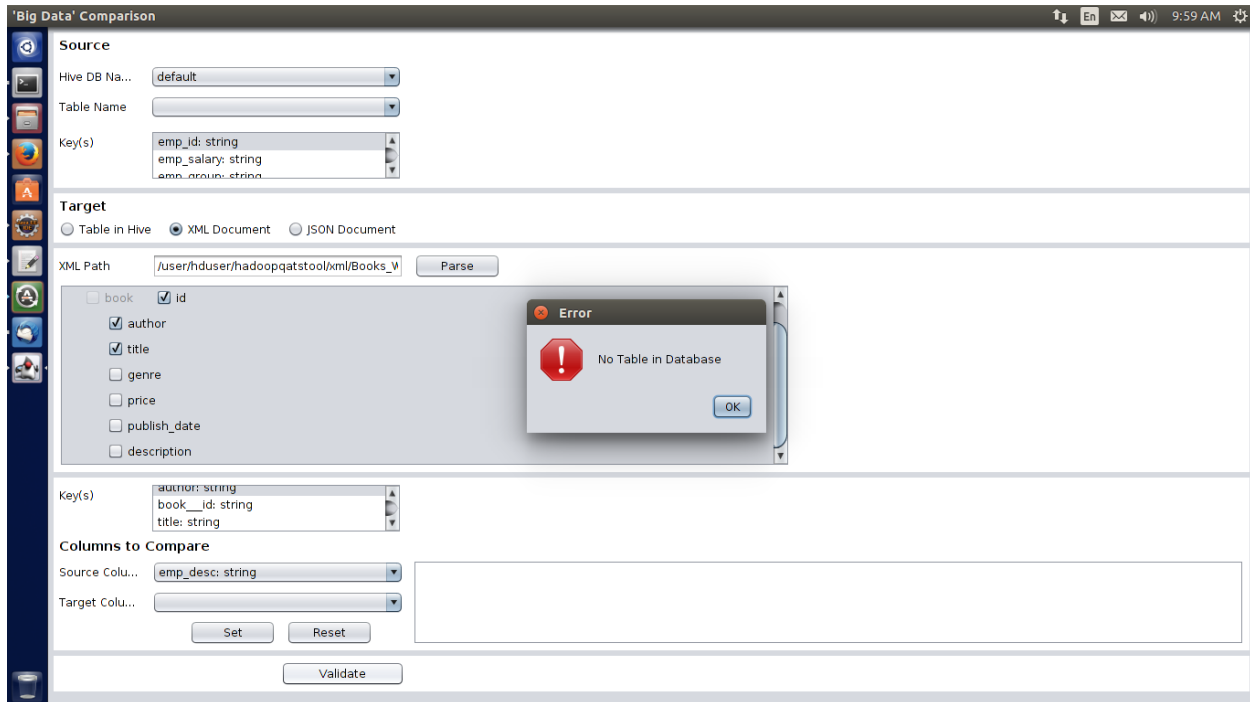 'Big Data' Comparison
En
9:59 AM
Source
Hive DB Na...
default
Table Name
Key(s)
emp_id: string
emp_salary: string
emp_group: string
Target
Table in Hive
XML Document
JSON Document
XML Path
/user/hduser/hadoopqatstool/xml/Books_W
Parse
book
id
author
title
genre
price
publish_date
description
Error
No Table in Database
OK
Key(s)
author: string
book__id: string
title: string
Columns to Compare
Source Colu...
emp_desc: string
Target Colu...
Set
Reset
Validate